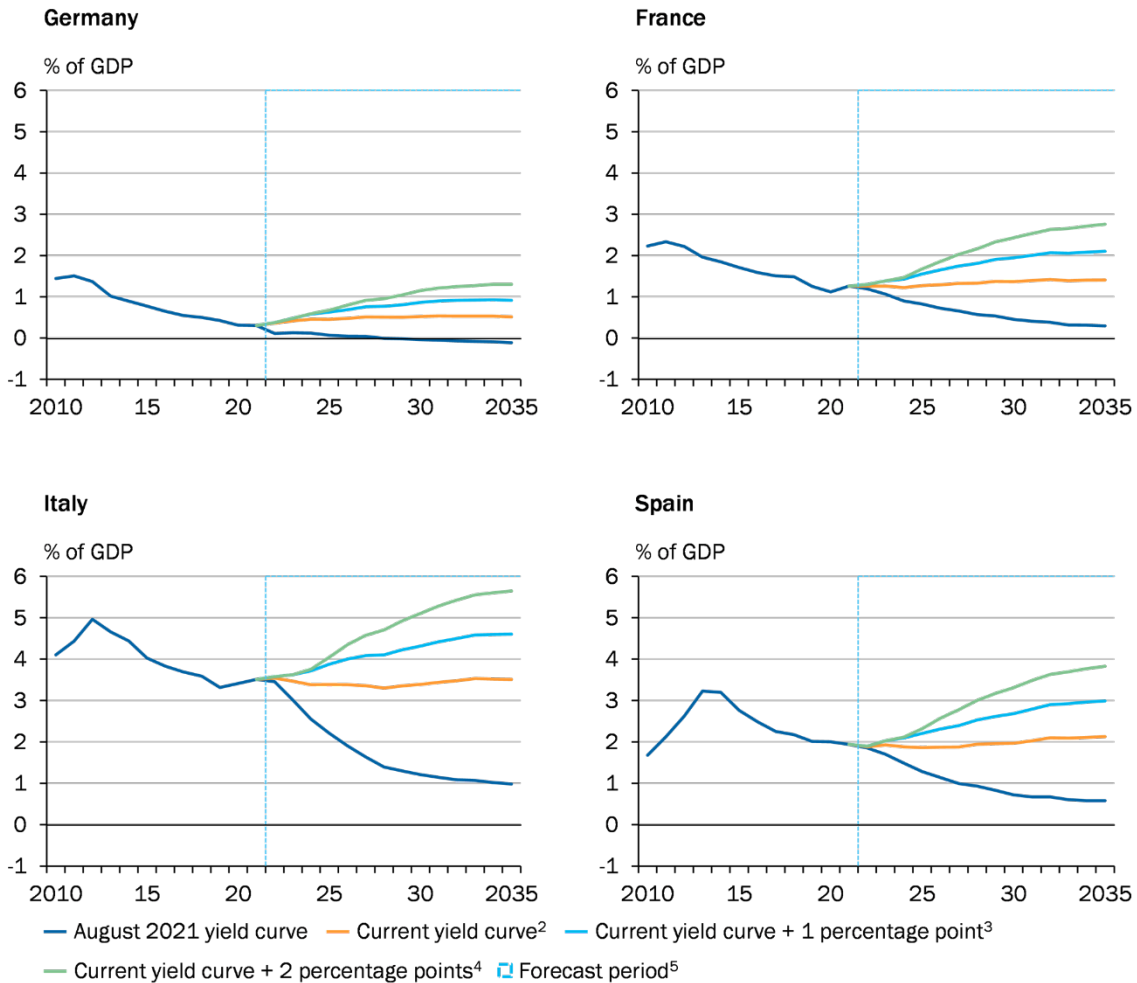 Germany
% of GDP
6
5
4
3
2
1
0
-1
2010 15 20 25 30 2035
France
% of GDP
6
5
4
3
2
1
0
-1
2010 15 20 25 30 2035
Italy
% of GDP
6
5
4
3
2
1
0
-1
2010 15 20 25 30 2035
Spain
% of GDP
6
5
4
3
2
1
0
-1
2010 15 20 25 30 2035
August 2021 yield curve Current yield curve² Current yield curve + 1 percentage point³
Current yield curve + 2 percentage points⁴ Forecast period⁵